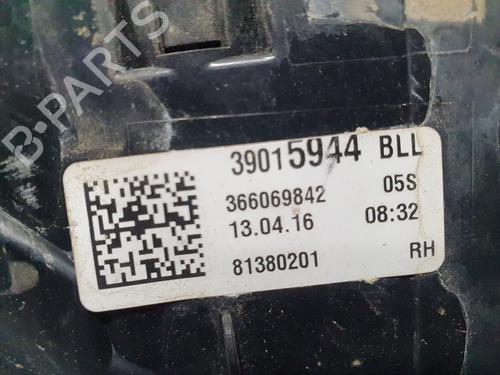 B-PARTS
39015944 BLL
366069842 05S
13.04.16 08:32
81380201 RH